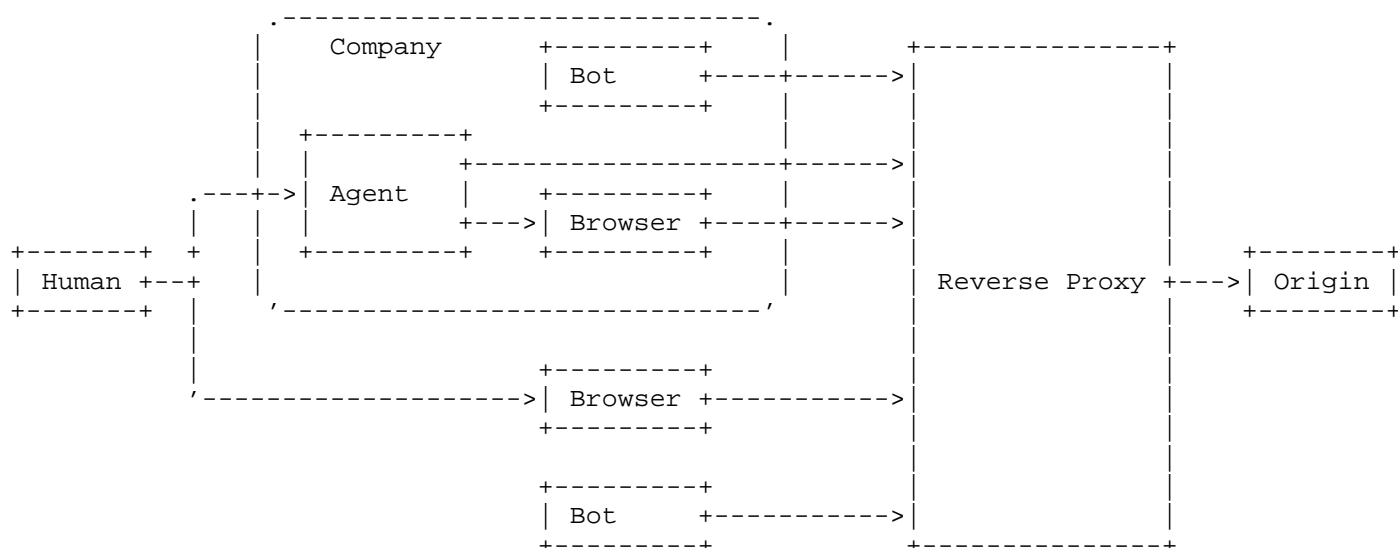 Company
Bot
Agent
Browser
Human
Reverse Proxy
Origin
Browser
Bot